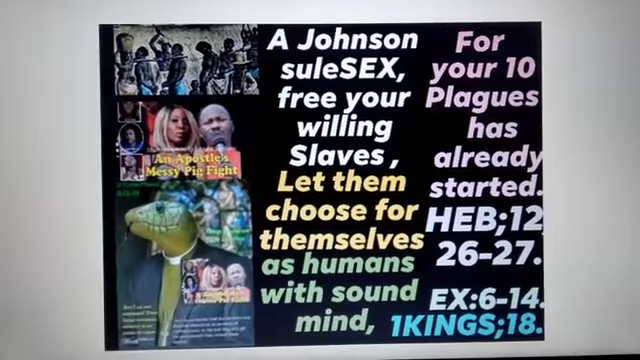 A Johnson
suleSEX,
free your
willing
Slaves ,
Let them
choose for
themselves
as humans
with sound
mind,
For
your 10
Plagues
has
already
started.
HEB;12
26-27.
EX:6-14.
1KINGS;18.
An Apostle's
Messy Pig Fight